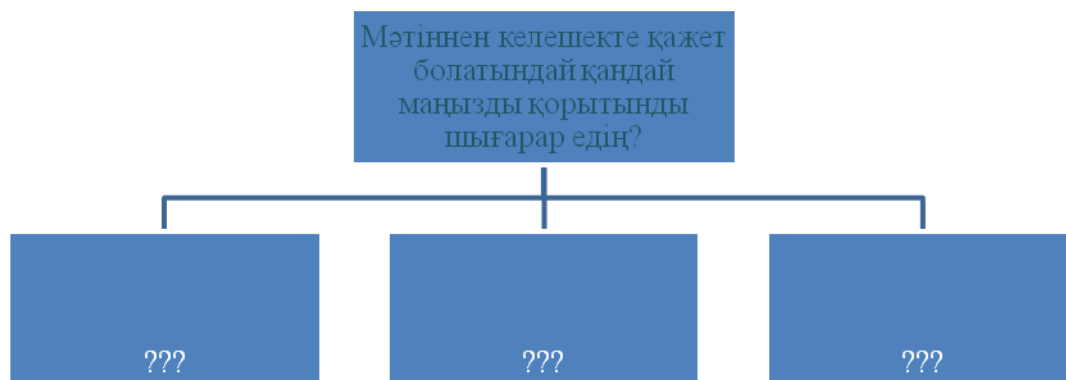 Мәтіннен келешекте қажет
болатындай қандай
маңызды қорытынды
шығарар едің?
???
???
???